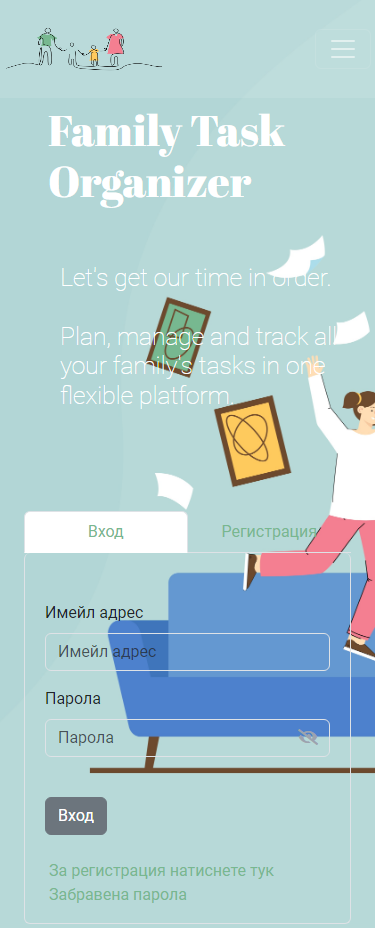 Family Task
Organizer
Let's get our time in order.
Plan, manage and track all
your family's tasks in one
flexible platform.
Вход
Регистрация
Имейл адрес
Имейл адрес
Парола
Парола
Вход
За регистрация натиснете тук
Забравена парола